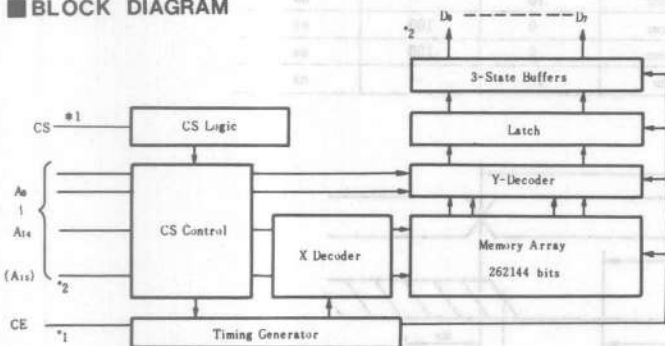 ■BLOCK DIAGRAM
*2
D₀ D₇
3-State Buffers
CS *1
CS Logic
Latch
A₀
Y-Decoder
A₁₄
CS Control
X Decoder
Memory Array
262144 bits
(A₁₅)
*2
CE
*1
Timing Generator